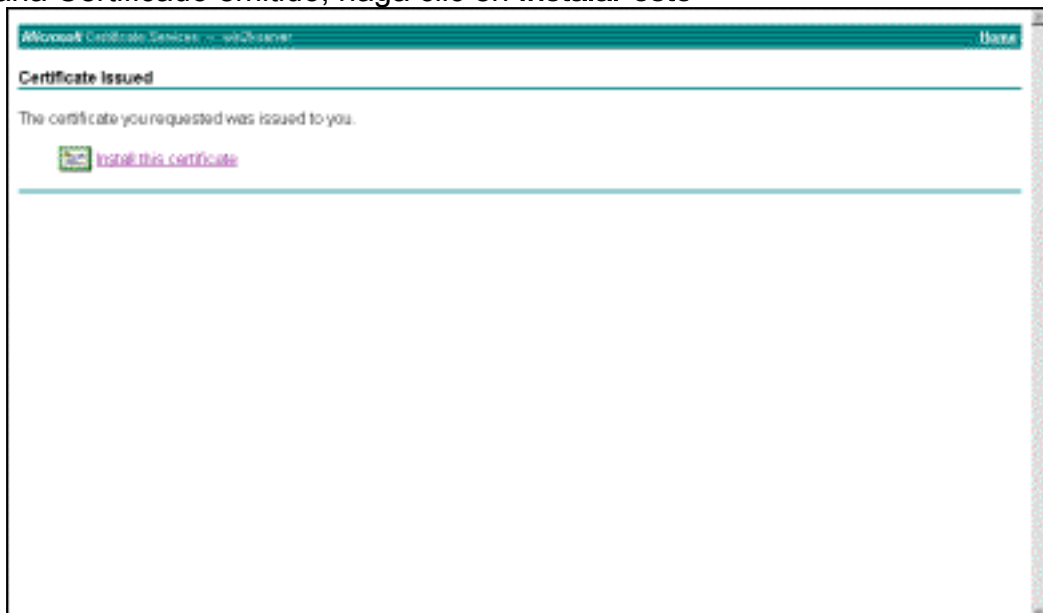 Certificado emitido, haga clic en Instalar este
Microsoft Certificate Services -- win2kserver Home
Certificate Issued
The certificate you requested was issued to you.
Install this certificate